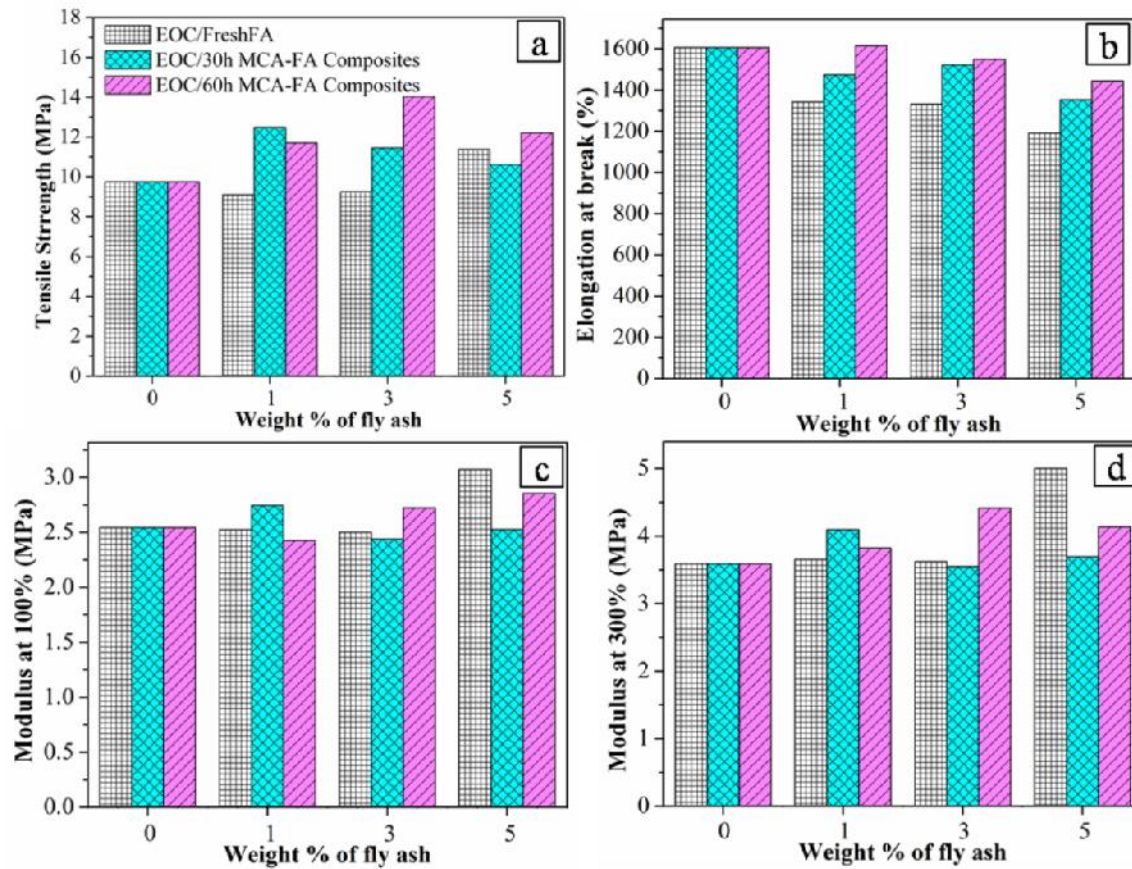 18
16
14
12
10
8
6
4
2
0
Tensile Strrength (MPa)
EOC/FreshFA
EOC/30h MCA-FA Composites
EOC/60h MCA-FA Composites
a
0 1 3 5
Weight % of fly ash
1600
1400
1200
1000
800
600
400
200
0
Elongation at break (%)
b
0 1 3 5
Weight % of fly ash
3.0
2.5
2.0
1.5
1.0
0.5
0.0
Modulus at 100% (MPa)
c
0 1 3 5
Weight % of fly ash
5
4
3
2
1
0
Modulus at 300% (MPa)
d
0 1 3 5
Weight % of fly ash